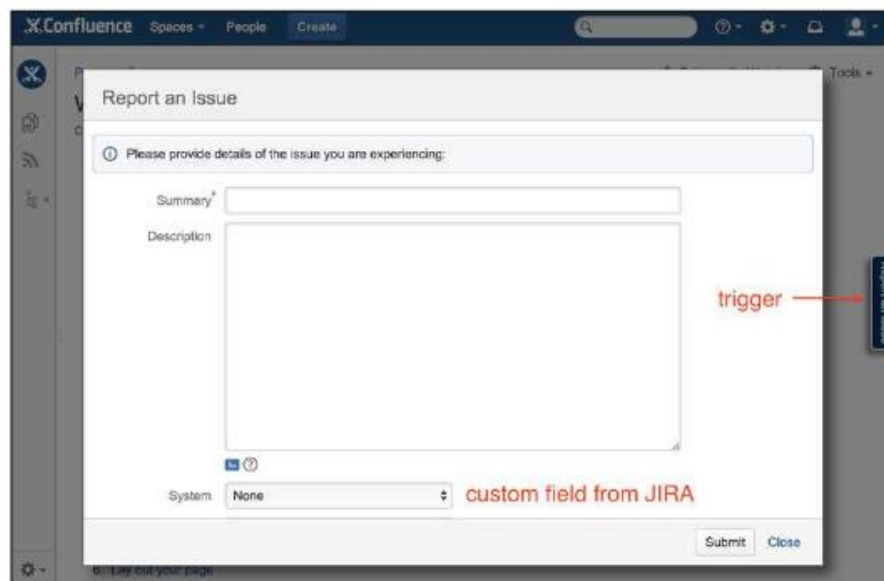 Confluence Spaces People Create
Tools
Report an Issue
Please provide details of the issue you are experiencing:
Summary*
Description
trigger
System None
custom field from JIRA
Submit Close
6. Lay out your page